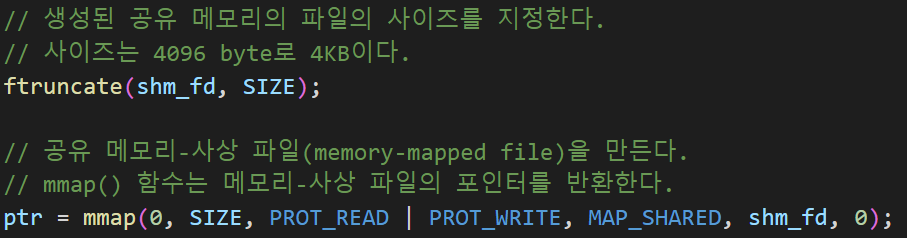 // 생성된 공유 메모리의 파일의 사이즈를 지정한다.
// 사이즈는 4096 byte로 4KB이다.
ftruncate(shm_fd, SIZE);
// 공유 메모리-사상 파일(memory-mapped file)을 만든다.
// mmap() 함수는 메모리-사상 파일의 포인터를 반환한다.
ptr = mmap(0, SIZE, PROT_READ | PROT_WRITE, MAP_SHARED, shm_fd, 0);